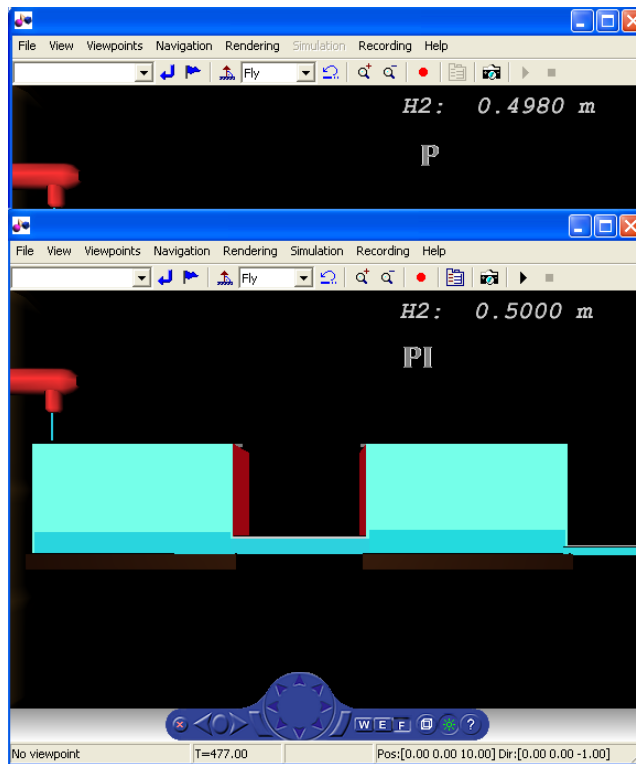 File View Viewpoints Navigation Rendering Simulation Recording Help
Fly
H2: 0.4980 m
P
File View Viewpoints Navigation Rendering Simulation Recording Help
Fly
H2: 0.5000 m
PI
W E F ?
No viewpoint T=477.00 Pos:[0.00 0.00 10.00] Dir:[0.00 0.00 -1.00]